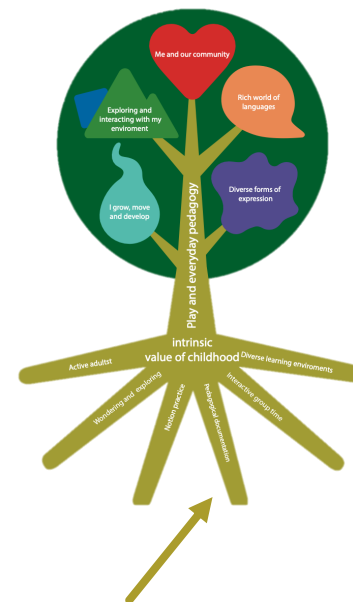 Me and our community
Exploring and
interacting with my
enviroment
Rich world of
languages
I grow, move
and develop
Diverse forms of
expression
Play and everyday pedagogy
intrinsic
value of childhood
Active adultst
Wondering and exploring
Notion practice
Pedagogical documentation
Interactive group time
Diverse learning enviroments